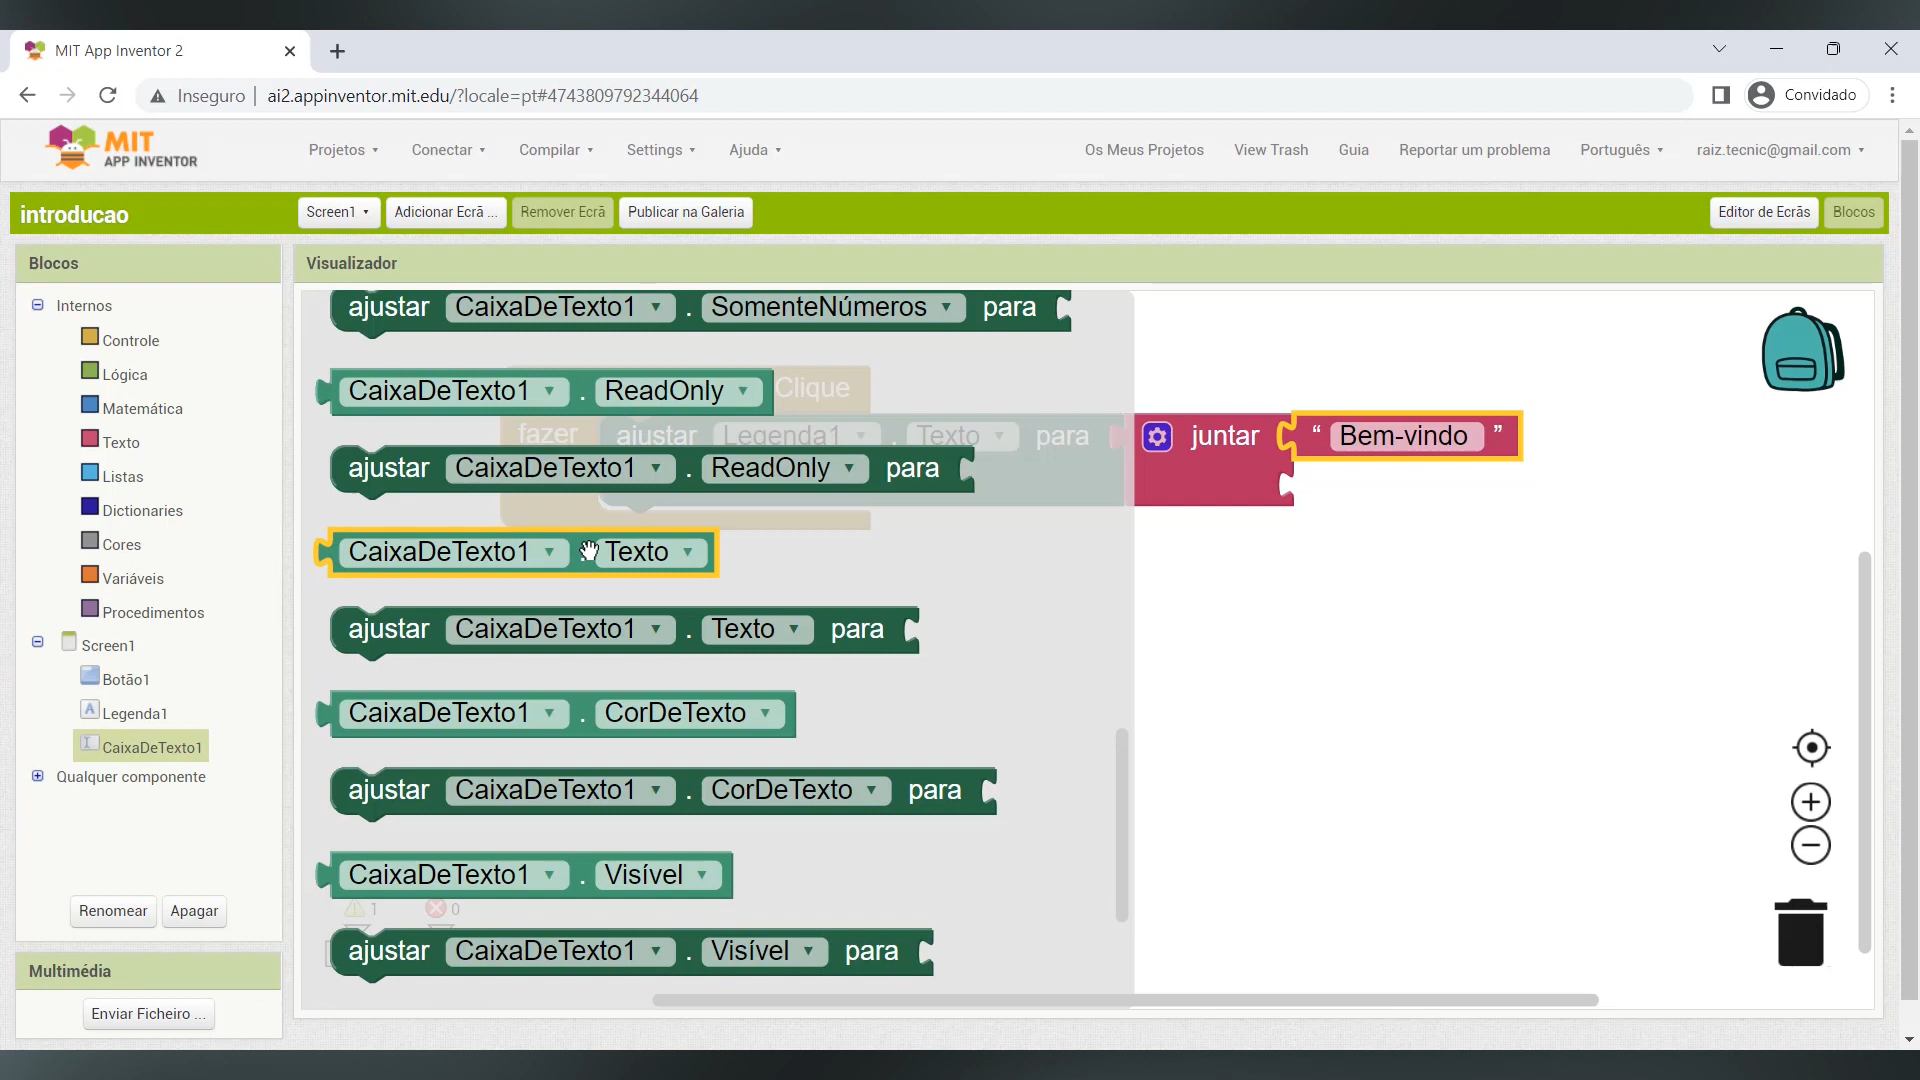 MIT App Inventor 2
Inseguro
ai2.appinventor.mit.edu/?locale=pt#4743809792344064
Convidado
MIT
APP INVENTOR
Projetos
Conectar
Compilar
Settings
Ajuda
Os Meus Projetos
View Trash
Guia
Reportar um problema
Português
raiz.tecnic@gmail.com
introducao
Screen1
Adicionar Ecrã ...
Remover Ecrã
Publicar na Galeria
Editor de Ecrãs
Blocos
Blocos
Internos
Controle
Lógica
Matemática
Texto
Listas
Dictionaries
Cores
Variáveis
Procedimentos
Screen1
Botão1
A Legenda1
CaixaDeTexto1
Qualquer componente
Renomear
Apagar
Multimédia
Enviar Ficheiro ...
Visualizador
ajustar CaixaDeTexto1 . SomenteNúmeros para
CaixaDeTexto1 . ReadOnly
Clique
fazer ajustar Legenda1 . Texto para juntar “ Bem-vindo ”
ajustar CaixaDeTexto1 . ReadOnly para
CaixaDeTexto1 Texto
ajustar CaixaDeTexto1 . Texto para
CaixaDeTexto1 . CorDeTexto
ajustar CaixaDeTexto1 . CorDeTexto para
CaixaDeTexto1 . Visível
1 0
ajustar CaixaDeTexto1 . Visível para